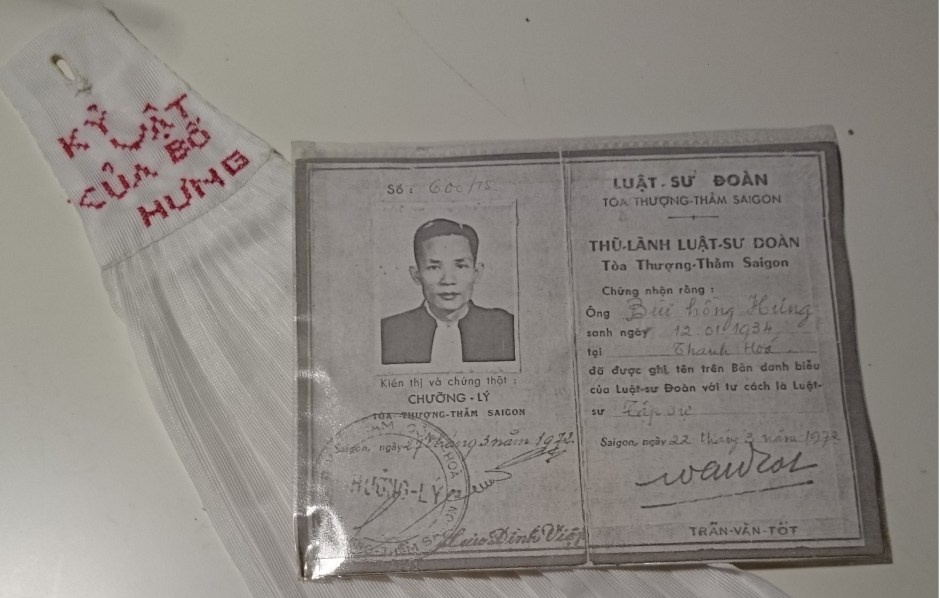 KỶ VẬT
CỦA BỐ
HƯNG
Số : 600/TS
Kiến thị và chứng thật :
CHƯỞNG - LÝ
TÒA THƯỢNG-THẨM SAIGON
Saigon, ngày 27 tháng 3 năm 1972.
HƯỞNG-LÝ
LUẬT - SƯ ĐOÀN
TÒA THƯỢNG-THẨM SAIGON
THỦ-LÃNH LUẬT-SƯ ĐOÀN
Tòa Thượng-Thẩm Saigon
Chứng nhận rằng :
Ông Bùi hồng Hưng
sanh ngày 12.01.1934
tại Thanh Hoá
đã được ghi tên trên Bản danh biểu
của Luật-sư Đoàn với tư cách là Luật-
sư Tập sự
Saigon, ngày 22 tháng 3 năm 1972
TRẦN-VĂN-TỐT